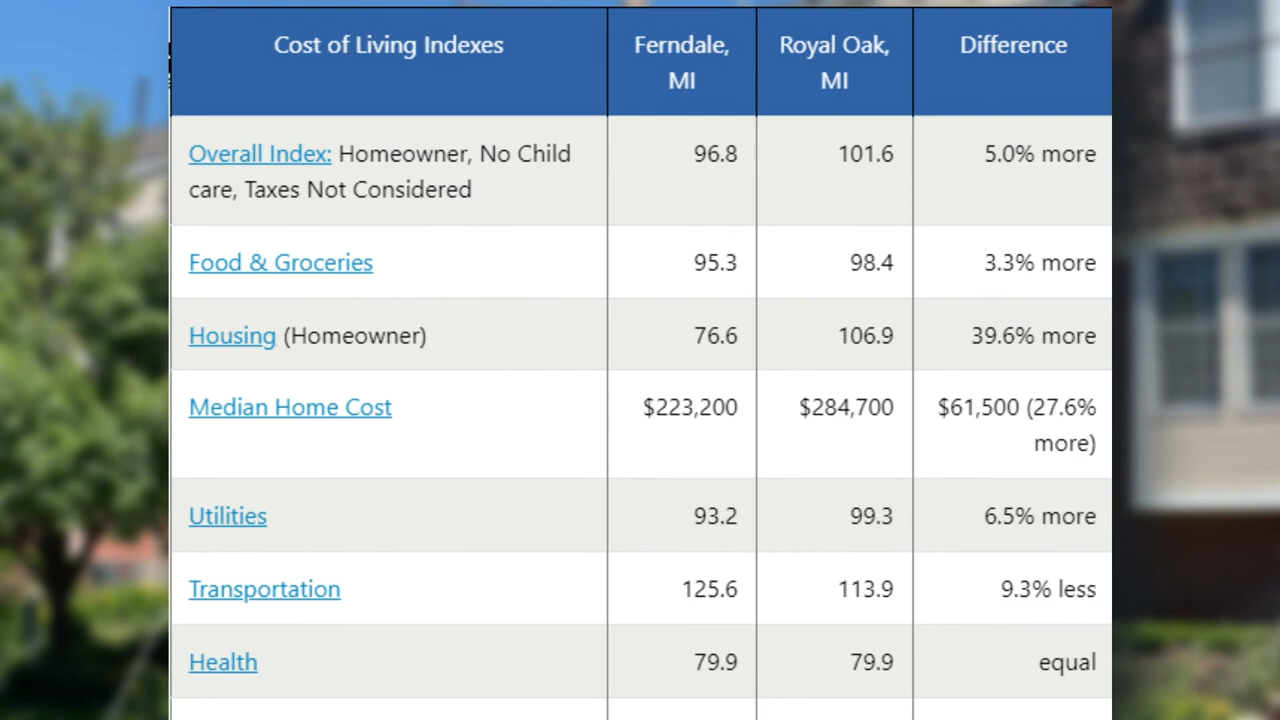 Cost of Living Indexes Ferndale, Royal Oak, Difference
MI MI
Overall Index: Homeowner, No Child 96.8 101.6 5.0% more
care, Taxes Not Considered
Food & Groceries 95.3 98.4 3.3% more
Housing (Homeowner) 76.6 106.9 39.6% more
Median Home Cost $223,200 $284,700 $61,500 (27.6%
more)
Utilities 93.2 99.3 6.5% more
Transportation 125.6 113.9 9.3% less
Health 79.9 79.9 equal